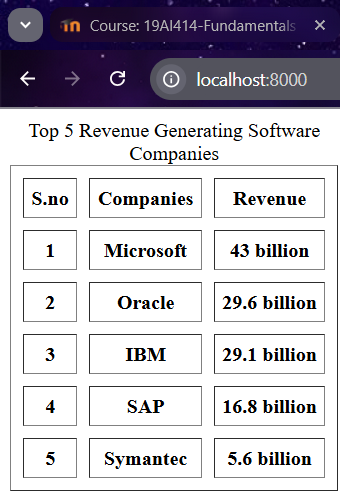 Course: 19AI414-Fundamentals
localhost:8000
Top 5 Revenue Generating Software
Companies
S.no Companies Revenue
1 Microsoft 43 billion
2 Oracle 29.6 billion
3 IBM 29.1 billion
4 SAP 16.8 billion
5 Symantec 5.6 billion